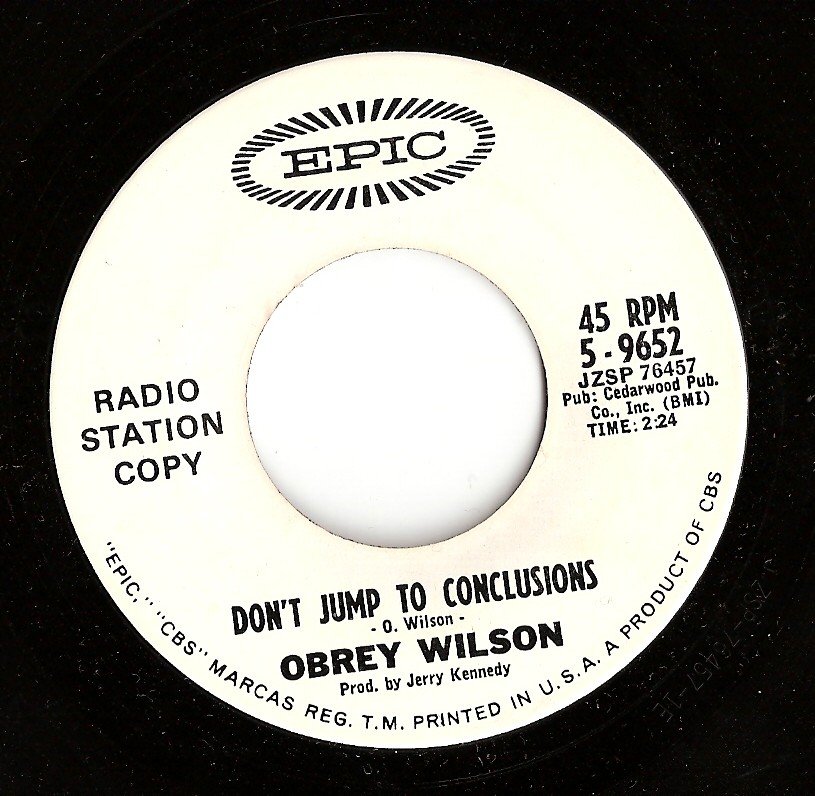 EPIC
45 RPM
5-9652
JZSP 76457
Pub: Cedarwood Pub.
Co., Inc. (BMI)
TIME: 2:24
RADIO
STATION
COPY
DON'T JUMP TO CONCLUSIONS
- O. Wilson -
OBREY WILSON
Prod. by Jerry Kennedy
"EPIC," "CBS" MARCAS REG. T.M. PRINTED IN U.S.A. A PRODUCT OF CBS